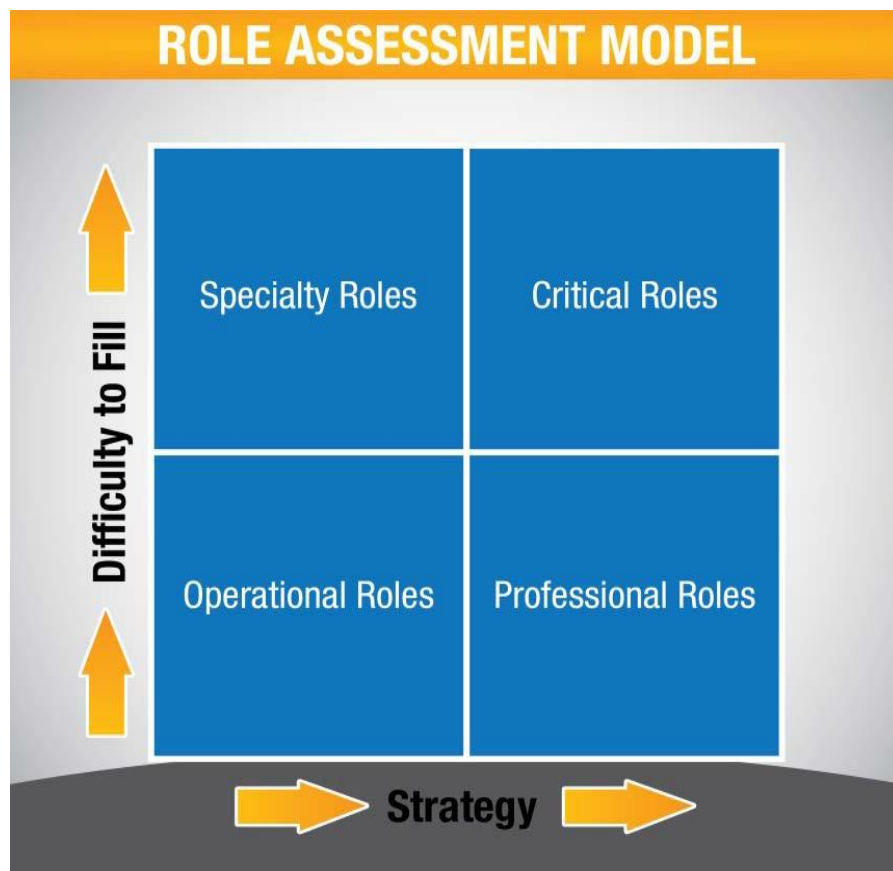 ROLE ASSESSMENT MODEL
Difficulty to Fill
Specialty Roles
Critical Roles
Operational Roles
Professional Roles
Strategy